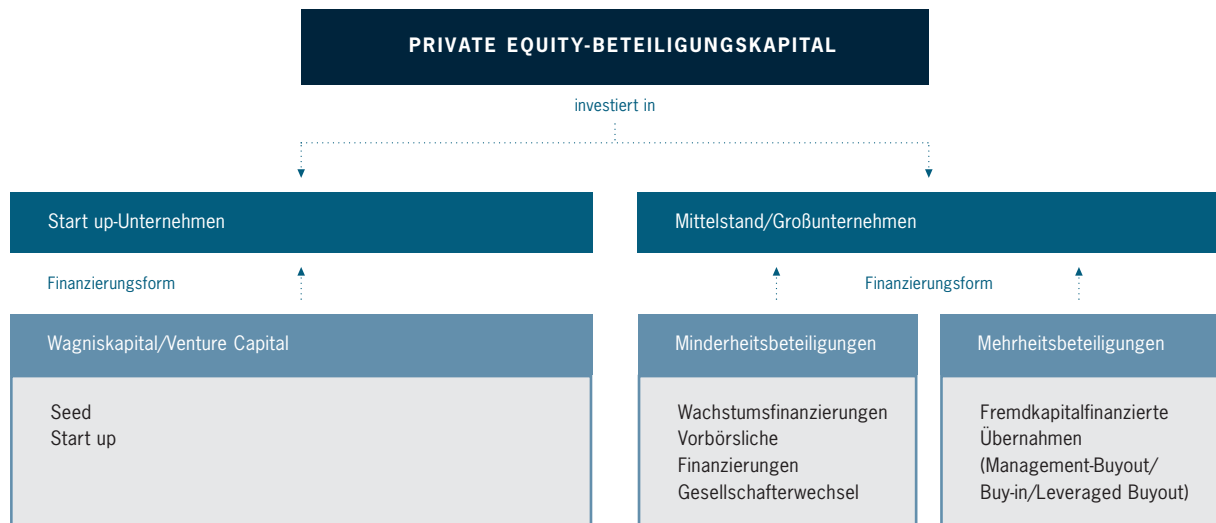 PRIVATE EQUITY-BETEILIGUNGSKAPITAL
investiert in
Start up-Unternehmen
Mittelstand/Großunternehmen
Finanzierungsform
Finanzierungsform
Wagniskapital/Venture Capital
Seed
Start up
Minderheitsbeteiligungen
Wachstumsfinanzierungen
Vorbörsliche
Finanzierungen
Gesellschafterwechsel
Mehrheitsbeteiligungen
Fremdkapitalfinanzierte
Übernahmen
(Management-Buyout/
Buy-in/Leveraged Buyout)